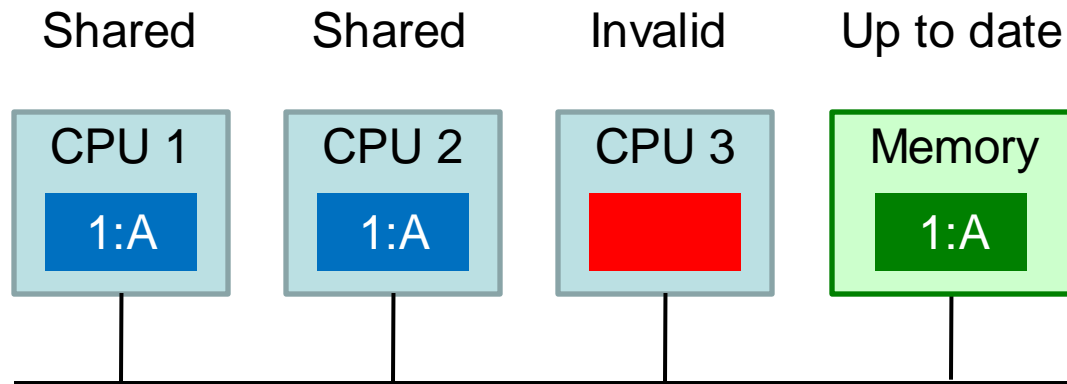 Shared Shared Invalid Up to date
CPU 1 CPU 2 CPU 3 Memory
1:A 1:A 1:A